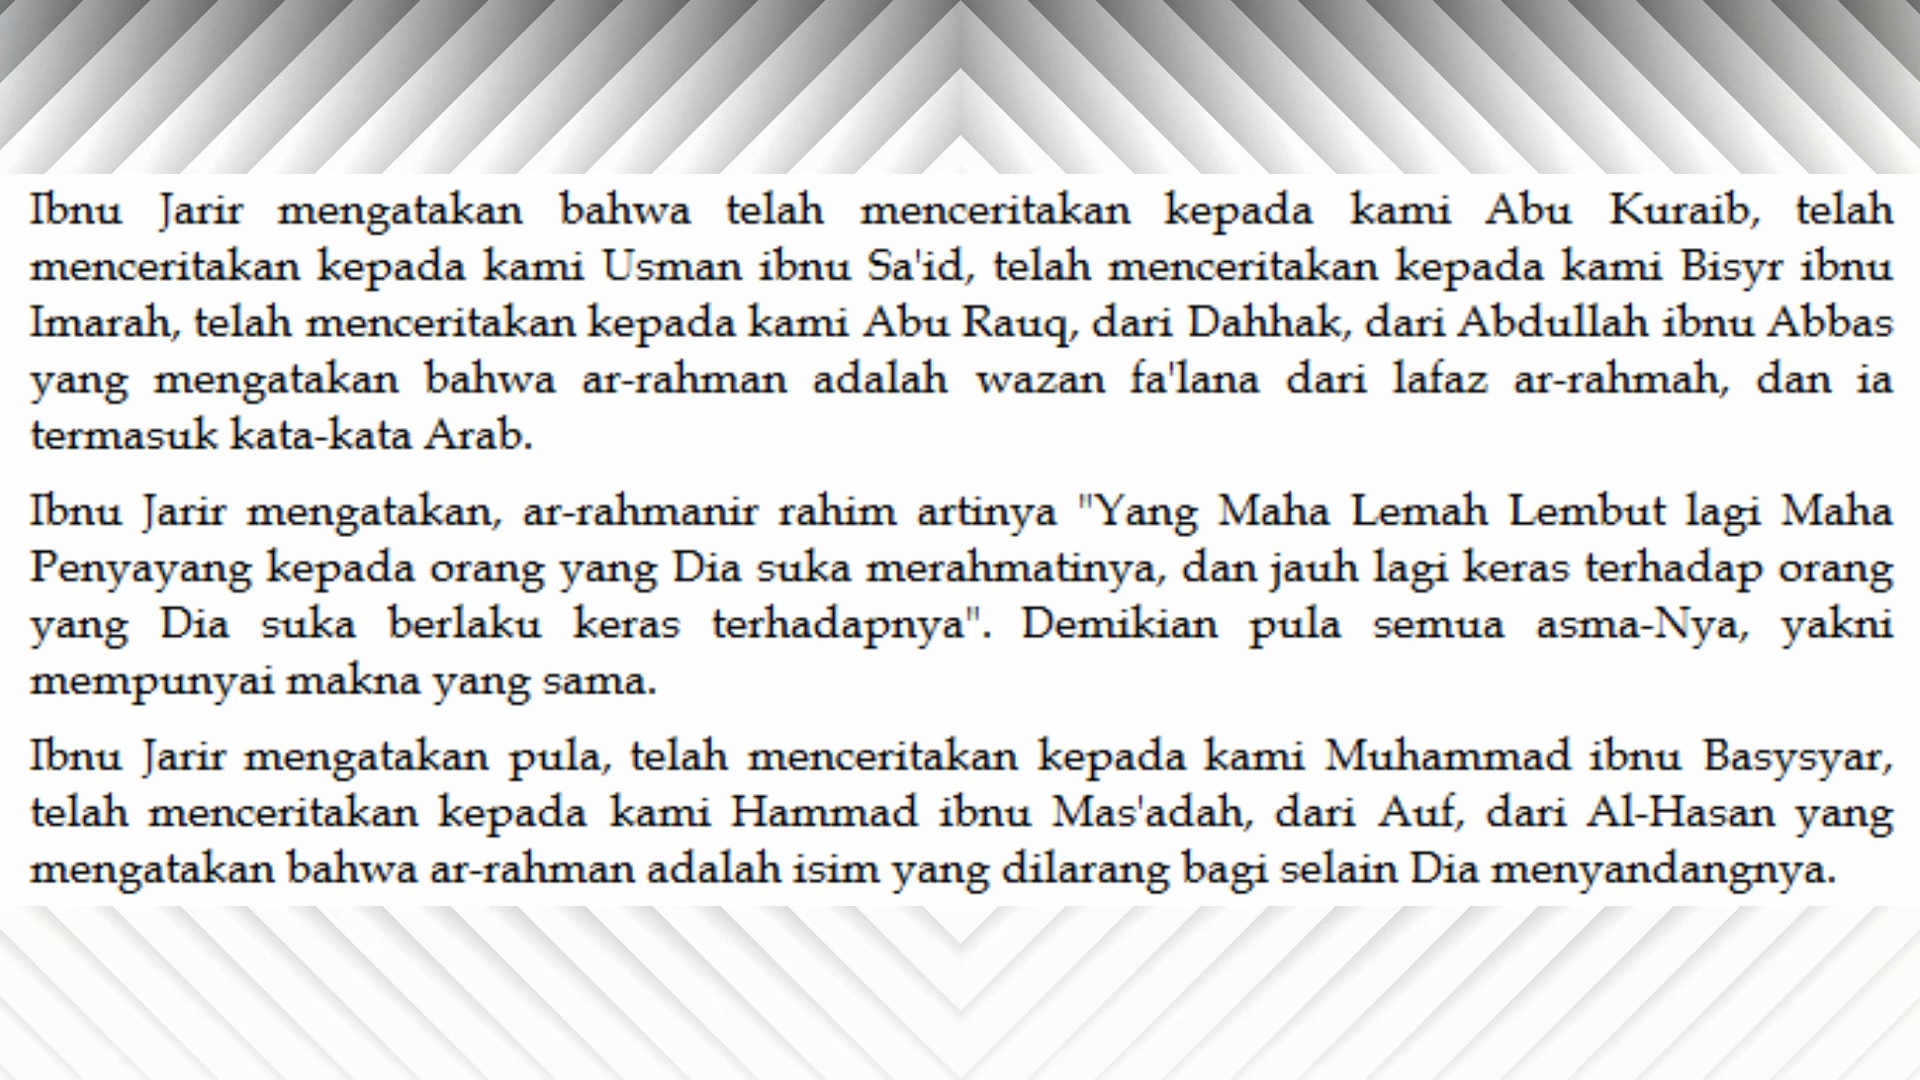 Ibnu Jarir mengatakan bahwa telah menceritakan kepada kami Abu Kuraib, telah
menceritakan kepada kami Usman ibnu Sa'id, telah menceritakan kepada kami Bisyr ibnu
Imarah, telah menceritakan kepada kami Abu Rauq, dari Dahhak, dari Abdullah ibnu Abbas
yang mengatakan bahwa ar-rahman adalah wazan fa'lana dari lafaz ar-rahmah, dan ia
termasuk kata-kata Arab.
Ibnu Jarir mengatakan, ar-rahmanir rahim artinya "Yang Maha Lemah Lembut lagi Maha
Penyayang kepada orang yang Dia suka merahmatinya, dan jauh lagi keras terhadap orang
yang Dia suka berlaku keras terhadapnya". Demikian pula semua asma-Nya, yakni
mempunyai makna yang sama.
Ibnu Jarir mengatakan pula, telah menceritakan kepada kami Muhammad ibnu Basysyar,
telah menceritakan kepada kami Hammad ibnu Mas'adah, dari Auf, dari Al-Hasan yang
mengatakan bahwa ar-rahman adalah isim yang dilarang bagi selain Dia menyandangnya.